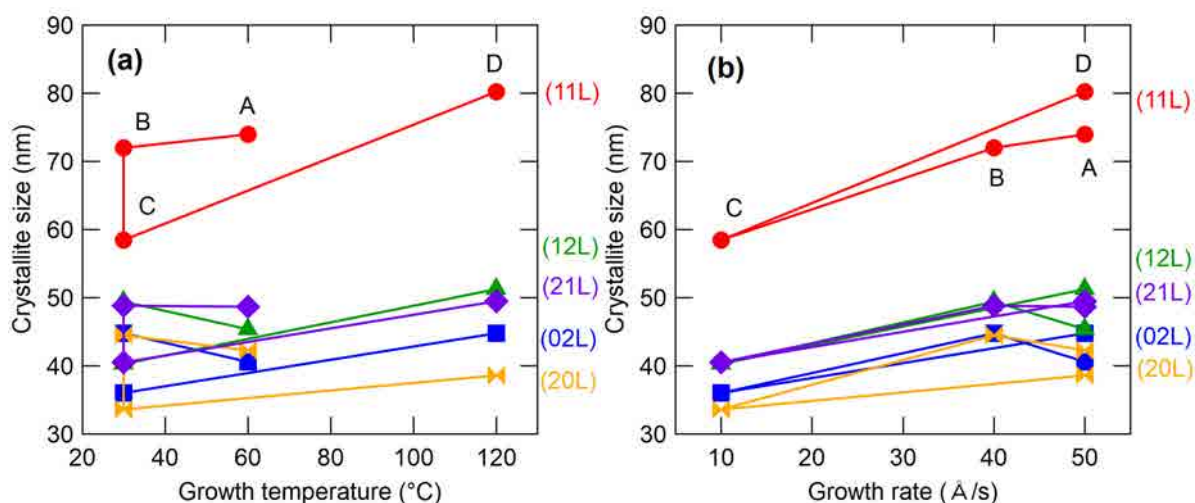 (a)
90
80
70
60
50
40
30
Crystallite size (nm)
B
A
D
C
(11L)
(12L)
(21L)
(02L)
(20L)
20
40
60
80
100
120
Growth temperature (°C)
(b)
90
80
70
60
50
40
30
Crystallite size (nm)
C
B
D
A
(11L)
(12L)
(21L)
(02L)
(20L)
10
20
30
40
50
Growth rate (Å/s)